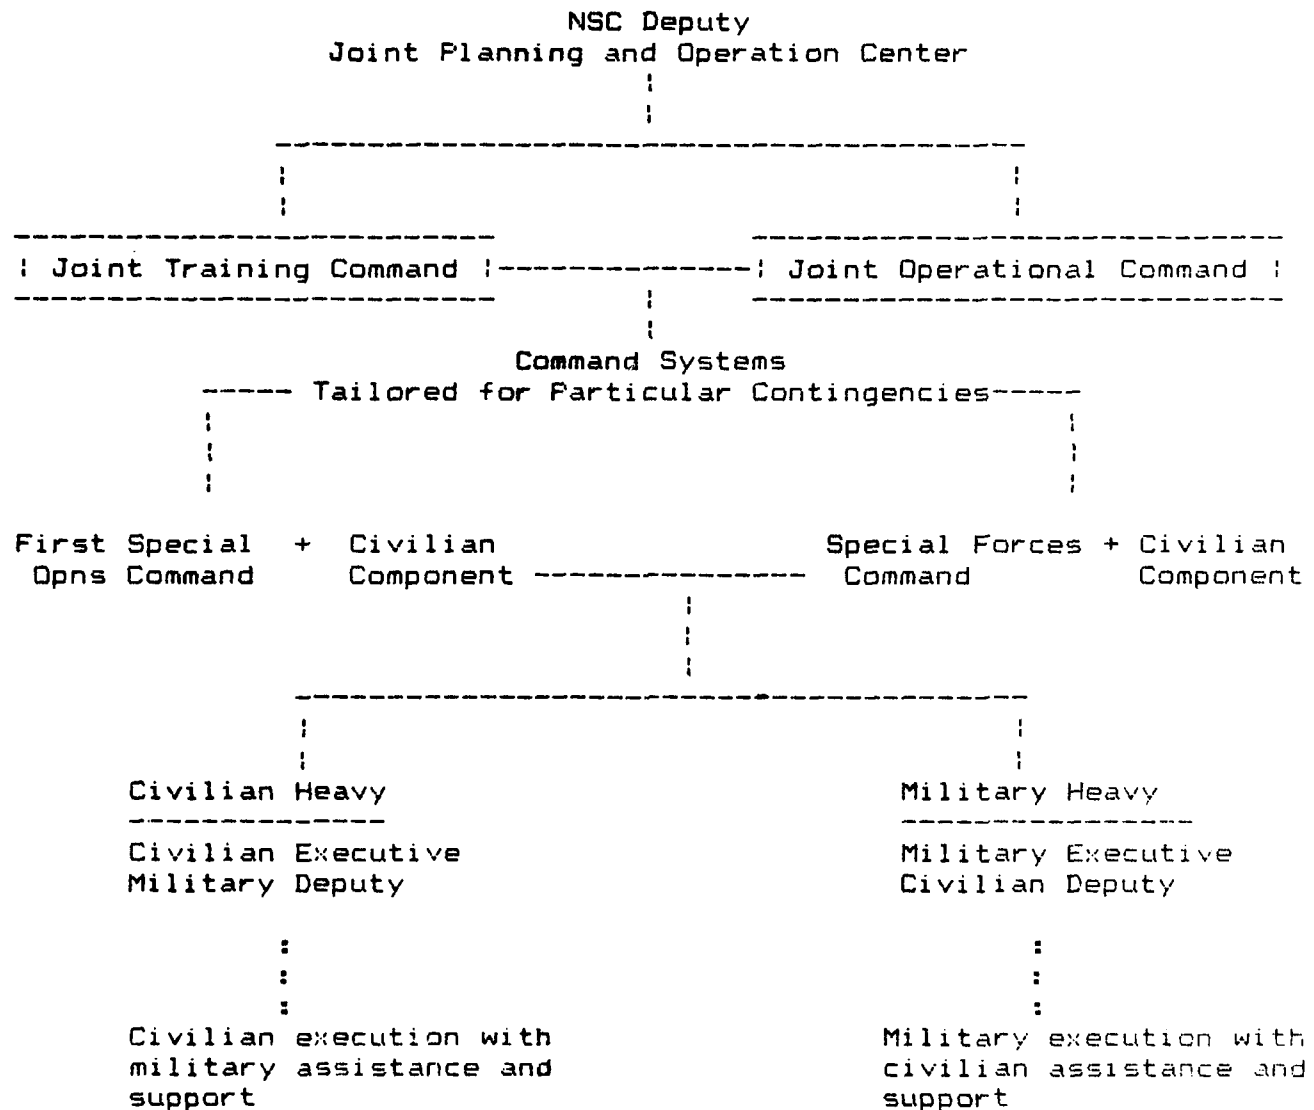 NSC Deputy
Joint Planning and Operation Center
Joint Training Command
Joint Operational Command
Command Systems
Tailored for Particular Contingencies
First Special + Civilian
Opns Command Component
Special Forces + Civilian
Command Component
Civilian Heavy
Civilian Executive
Military Deputy
Civilian execution with
military assistance and
support
Military Heavy
Military Executive
Civilian Deputy
Military execution with
civilian assistance and
support